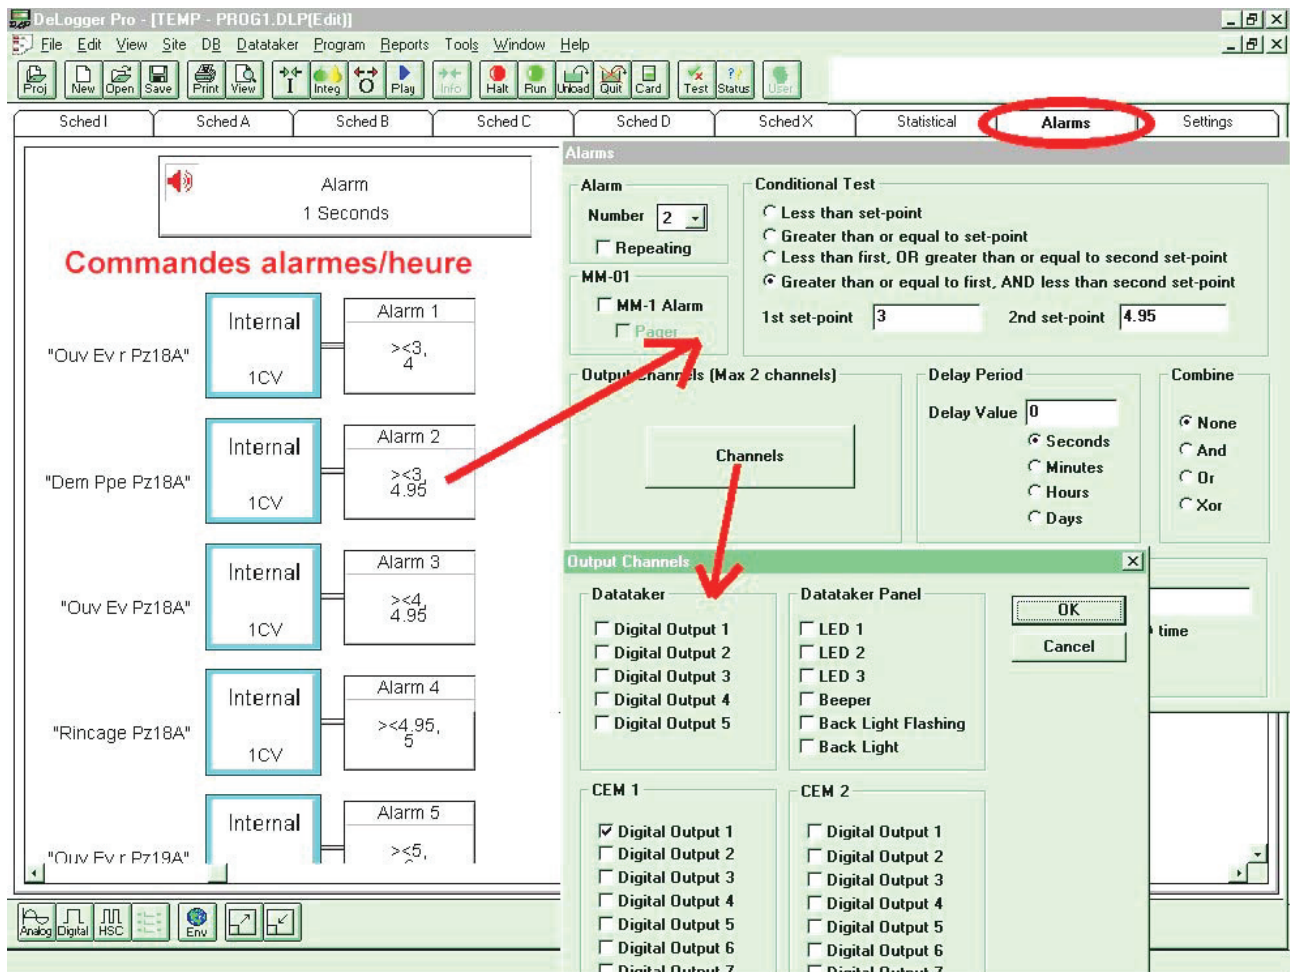 DeLogger Pro - [TEMP - PROG1.DLP(Edit)]
File Edit View Site DB Datataker Program Reports Tools Window Help
Proj New Open Save Print View I Integ O Play Info Halt Run Unload Quit Card Test Status User
Sched I Sched A Sched B Sched C Sched D Sched X Statistical Alarms Settings
Alarm
1 Seconds
Commandes alarmes/heure
"Ouv Ev r Pz18A"
Internal
1CV
Alarm 1
><3,
4
"Dem Ppe Pz18A"
Internal
1CV
Alarm 2
><3,
4.95
"Ouv Ev Pz18A"
Internal
1CV
Alarm 3
><4,
4.95
"Rincage Pz18A"
Internal
1CV
Alarm 4
><4.95,
5
"Ouv Ev r Pz19A"
Internal
Alarm 5
><5,
Analog Digital HSC Env
Alarms
Alarm
Number 2
Repeating
MM-01
MM-1 Alarm
Pager
Conditional Test
Less than set-point
Greater than or equal to set-point
Less than first, OR greater than or equal to second set-point
Greater than or equal to first, AND less than second set-point
1st set-point 3 2nd set-point 4.95
Output Channels (Max 2 channels)
Channels
Delay Period
Delay Value 0
Seconds
Minutes
Hours
Days
Combine
None
And
Or
Xor
time
Output Channels
Datataker
Digital Output 1
Digital Output 2
Digital Output 3
Digital Output 4
Digital Output 5
Datataker Panel
LED 1
LED 2
LED 3
Beeper
Back Light Flashing
Back Light
OK
Cancel
CEM 1
Digital Output 1
Digital Output 2
Digital Output 3
Digital Output 4
Digital Output 5
Digital Output 6
Digital Output 7
CEM 2
Digital Output 1
Digital Output 2
Digital Output 3
Digital Output 4
Digital Output 5
Digital Output 6
Digital Output 7